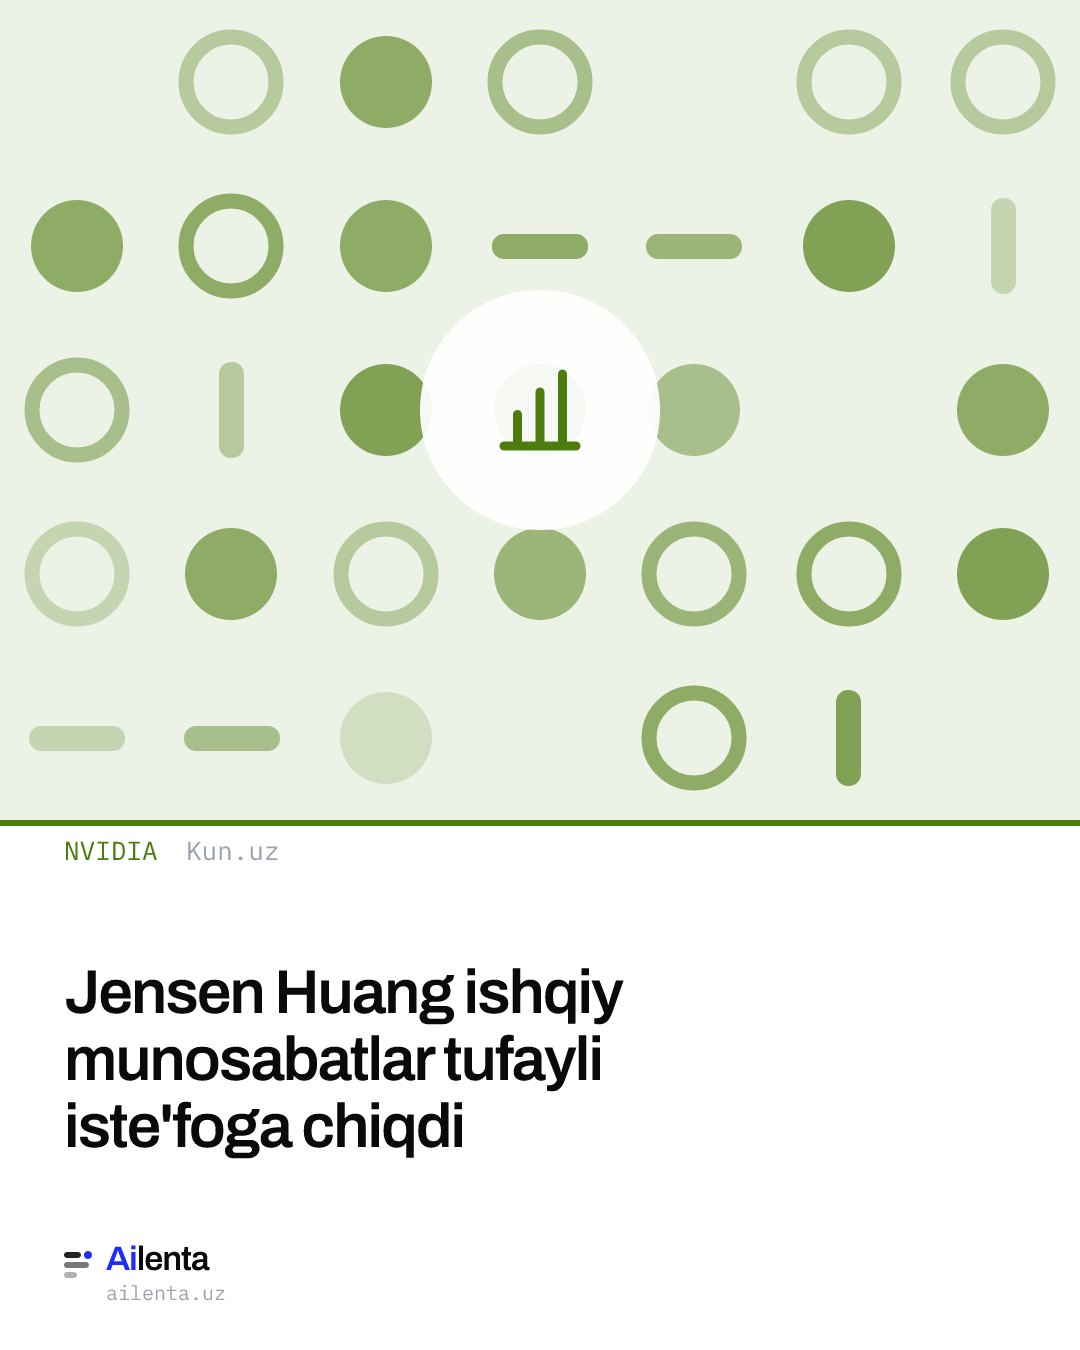 NVIDIA Kun.uz
Jensen Huang ishqiy
munosabatlar tufayli
iste'foga chiqdi
Ailenta
ailenta.uz